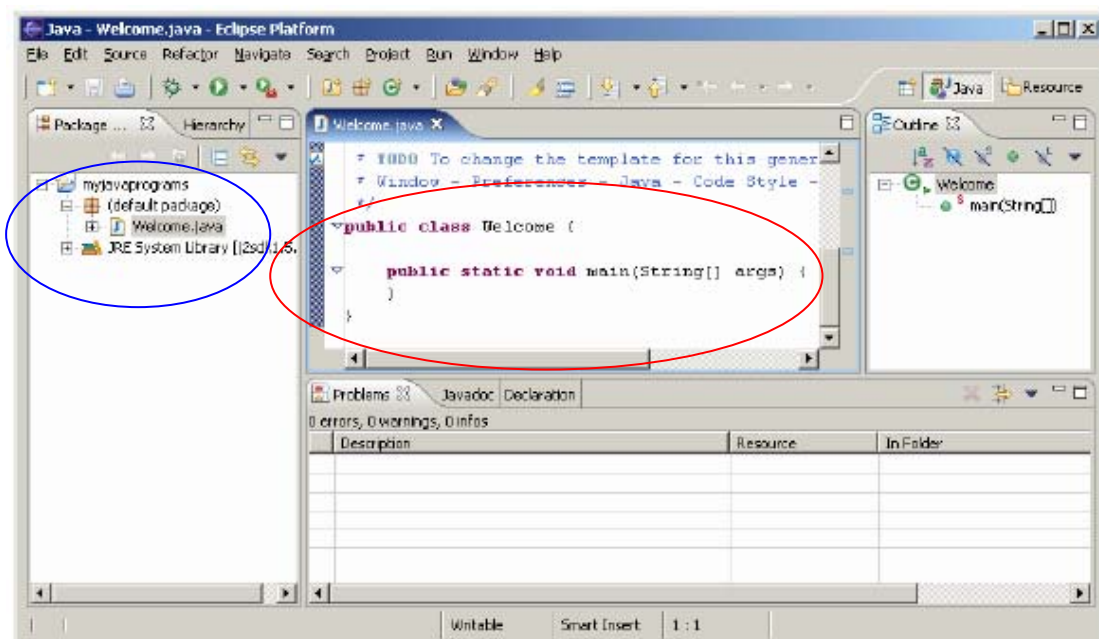 Java - Welcome.java - Eclipse Platform
File Edit Source Refactor Navigate Search Project Run Window Help
Java Resource
Package ... Hierarchy
myjavaprograms
(default package)
Welcome.java
JRE System Library [j2sdk1.5.
Welcome.java
* TODO To change the template for this gener
* Window - Preferences - Java - Code Style -
*/
public class Welcome {
public static void main(String[] args) {
}
}
Outline
Welcome
main(String[])
Problems Javadoc Declaration
0 errors, 0 warnings, 0 infos
Description Resource In Folder
Writable Smart Insert 1 : 1